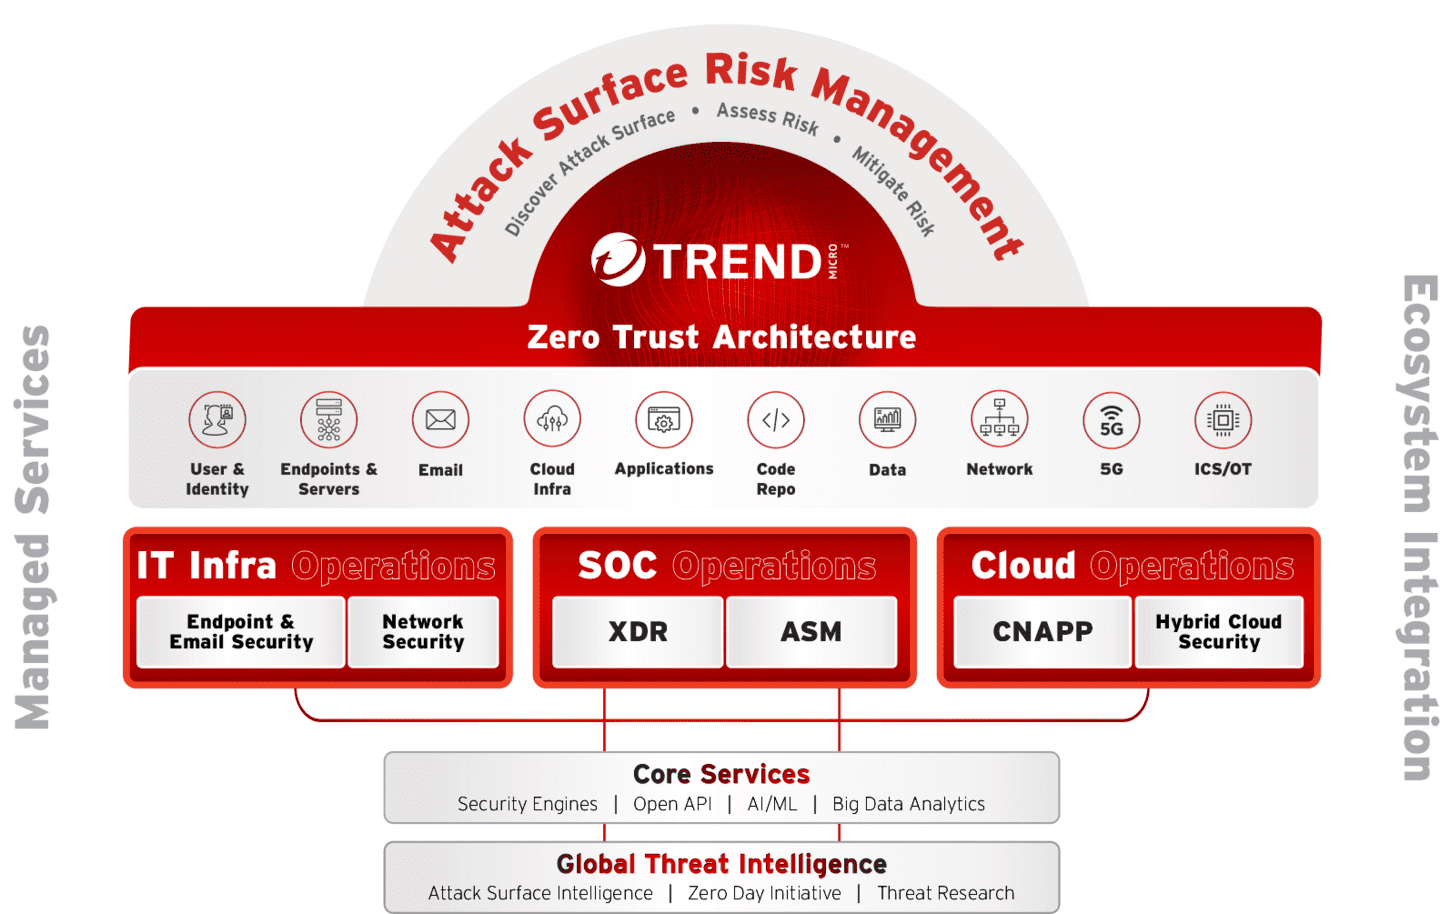 Attack Surface Risk Management
Discover Attack Surface • Assess Risk • Mitigate Risk
TREND MICRO™
Zero Trust Architecture
User &
Identity
Endpoints &
Servers
Email
Cloud
Infra
Applications
Code
Repo
Data
Network
5G
5G
ICS/OT
Managed Services
Ecosystem Integration
IT Infra Operations
Endpoint &
Email Security
Network
Security
SOC Operations
XDR
ASM
Cloud Operations
CNAPP
Hybrid Cloud
Security
Core Services
Security Engines | Open API | AI/ML | Big Data Analytics
Global Threat Intelligence
Attack Surface Intelligence | Zero Day Initiative | Threat Research